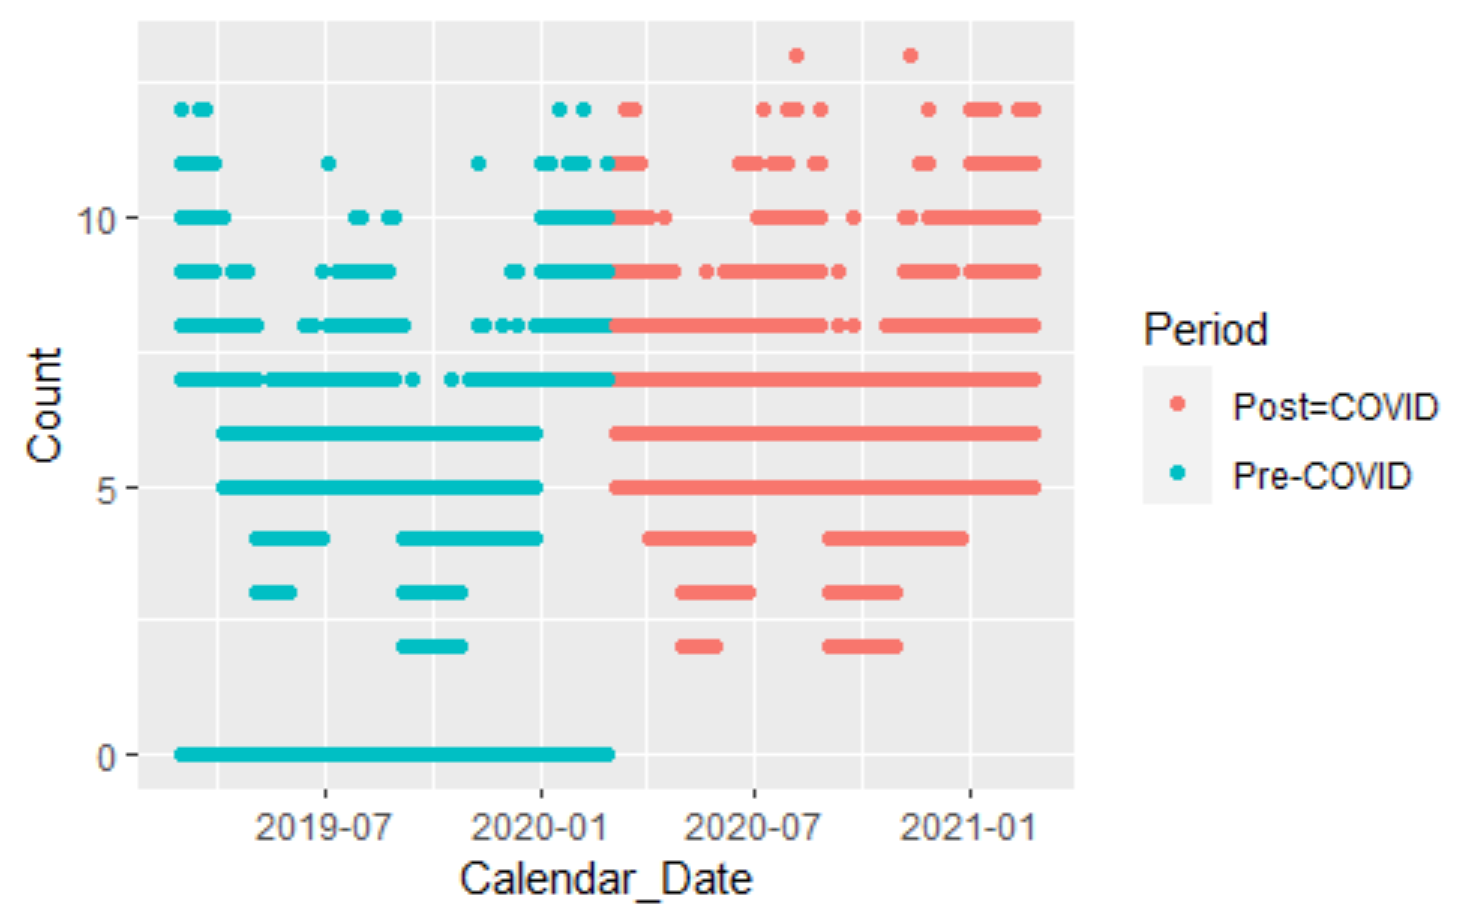 10
5
0
Count
2019-07 2020-01 2020-07 2021-01
Calendar_Date
Period
Post=COVID
Pre-COVID